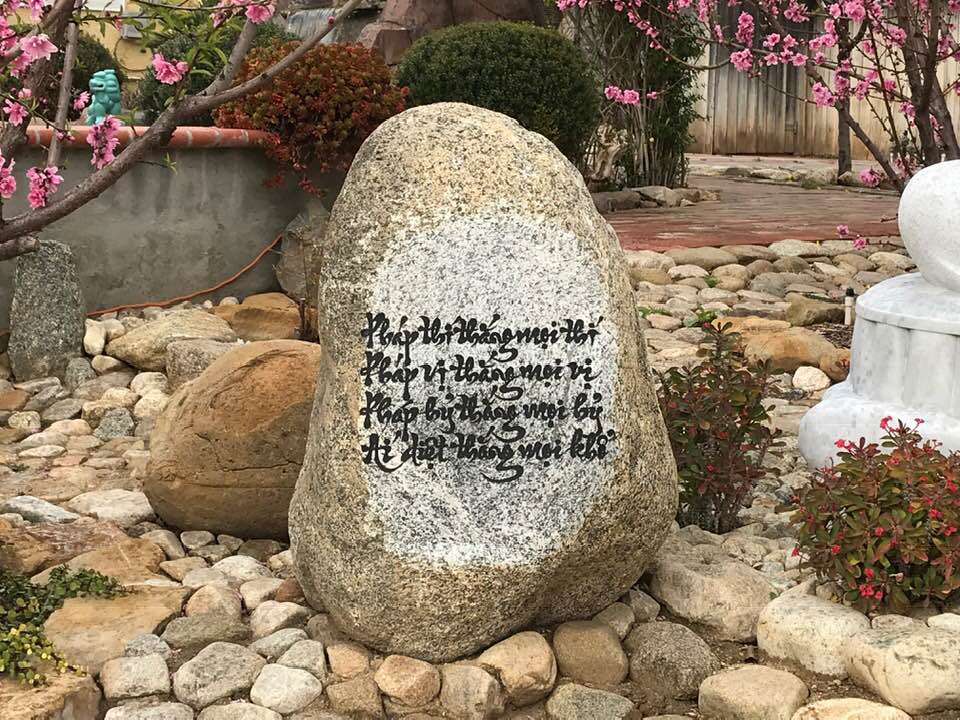 Pháp thí thắng mọi thí
Pháp vị thắng mọi vị
Pháp hỷ thắng mọi hỷ
Ái diệt thắng mọi khổ